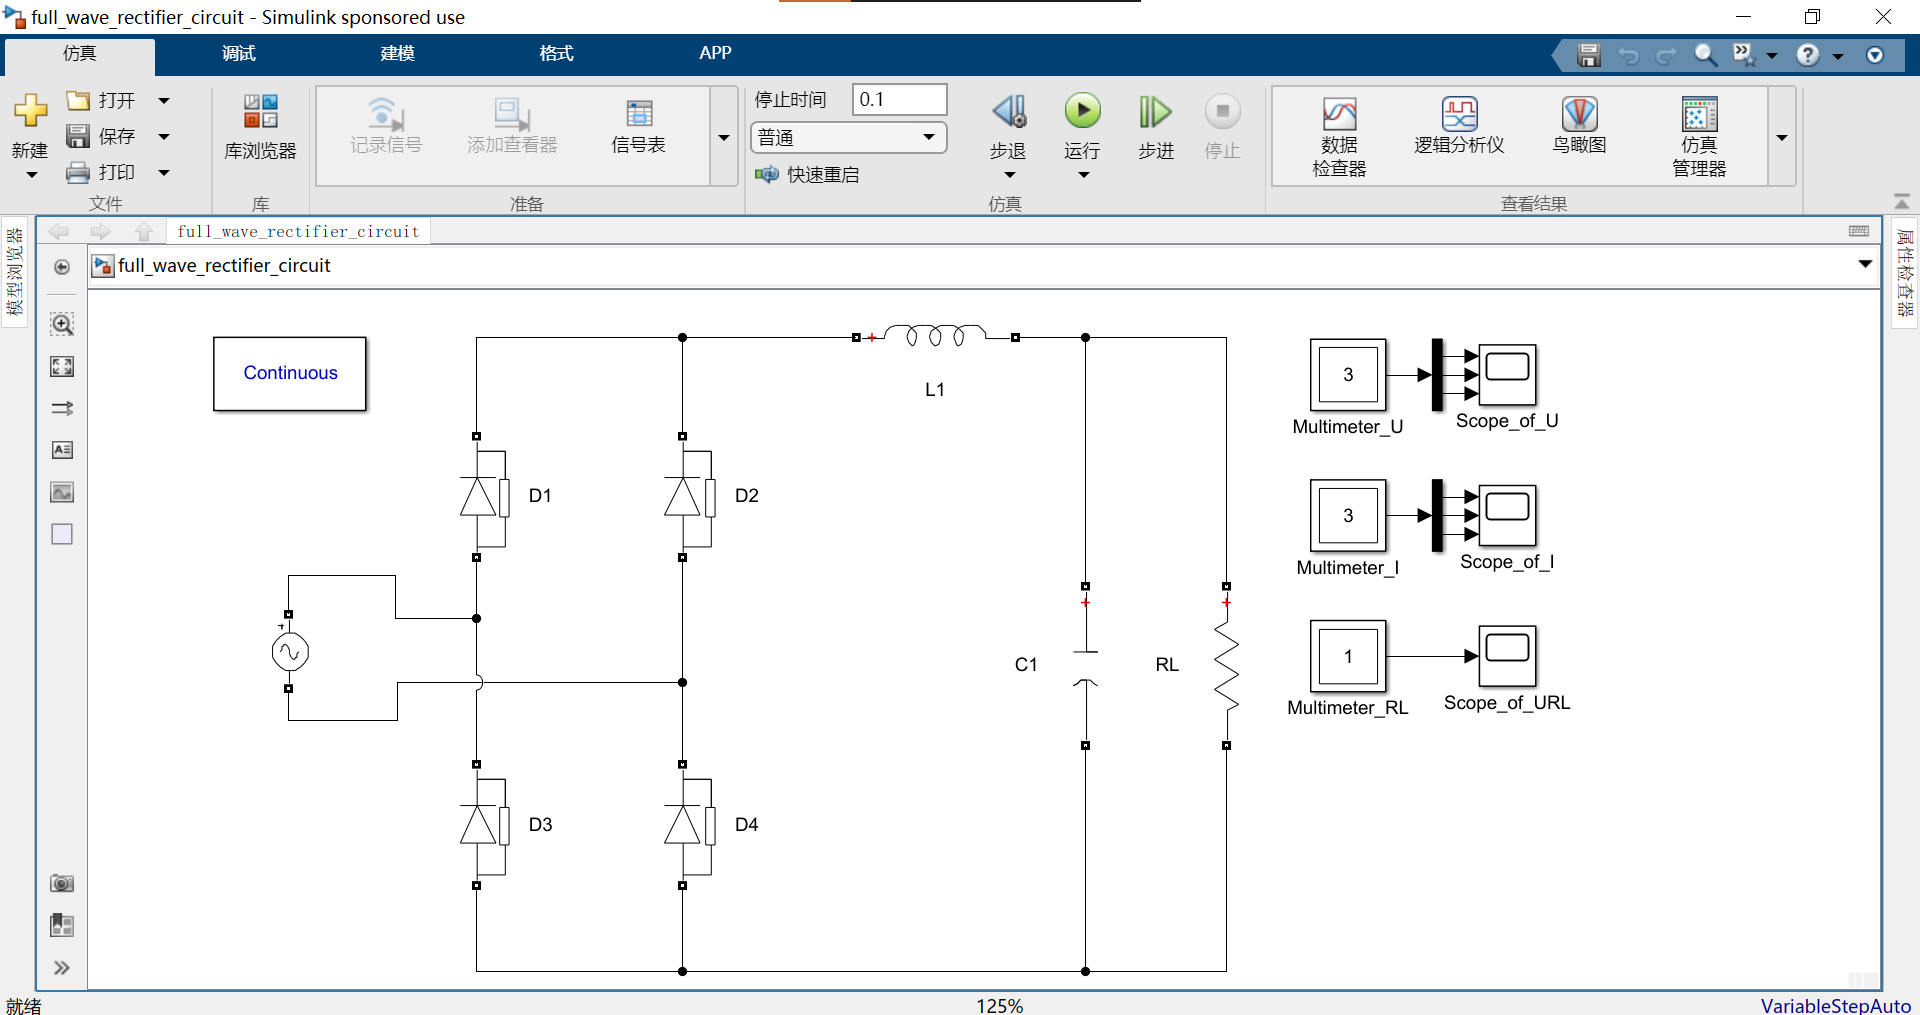 full_wave_rectifier_circuit - Simulink sponsored use
仿真 调试 建模 格式 APP
新建
打开
保存
打印
文件
库浏览器
库
记录信号 添加查看器 信号表
准备
停止时间 0.1
普通
快速重启
步退 运行 步进 停止
仿真
数据
检查器
逻辑分析仪
鸟瞰图
仿真
管理器
查看结果
模型浏览器
full_wave_rectifier_circuit
full_wave_rectifier_circuit
属性检查器
Continuous
L1
D1
D2
D3
D4
C1
RL
3
Multimeter_U
Scope_of_U
3
Multimeter_I
Scope_of_I
1
Multimeter_RL
Scope_of_URL
就绪
125%
VariableStepAuto